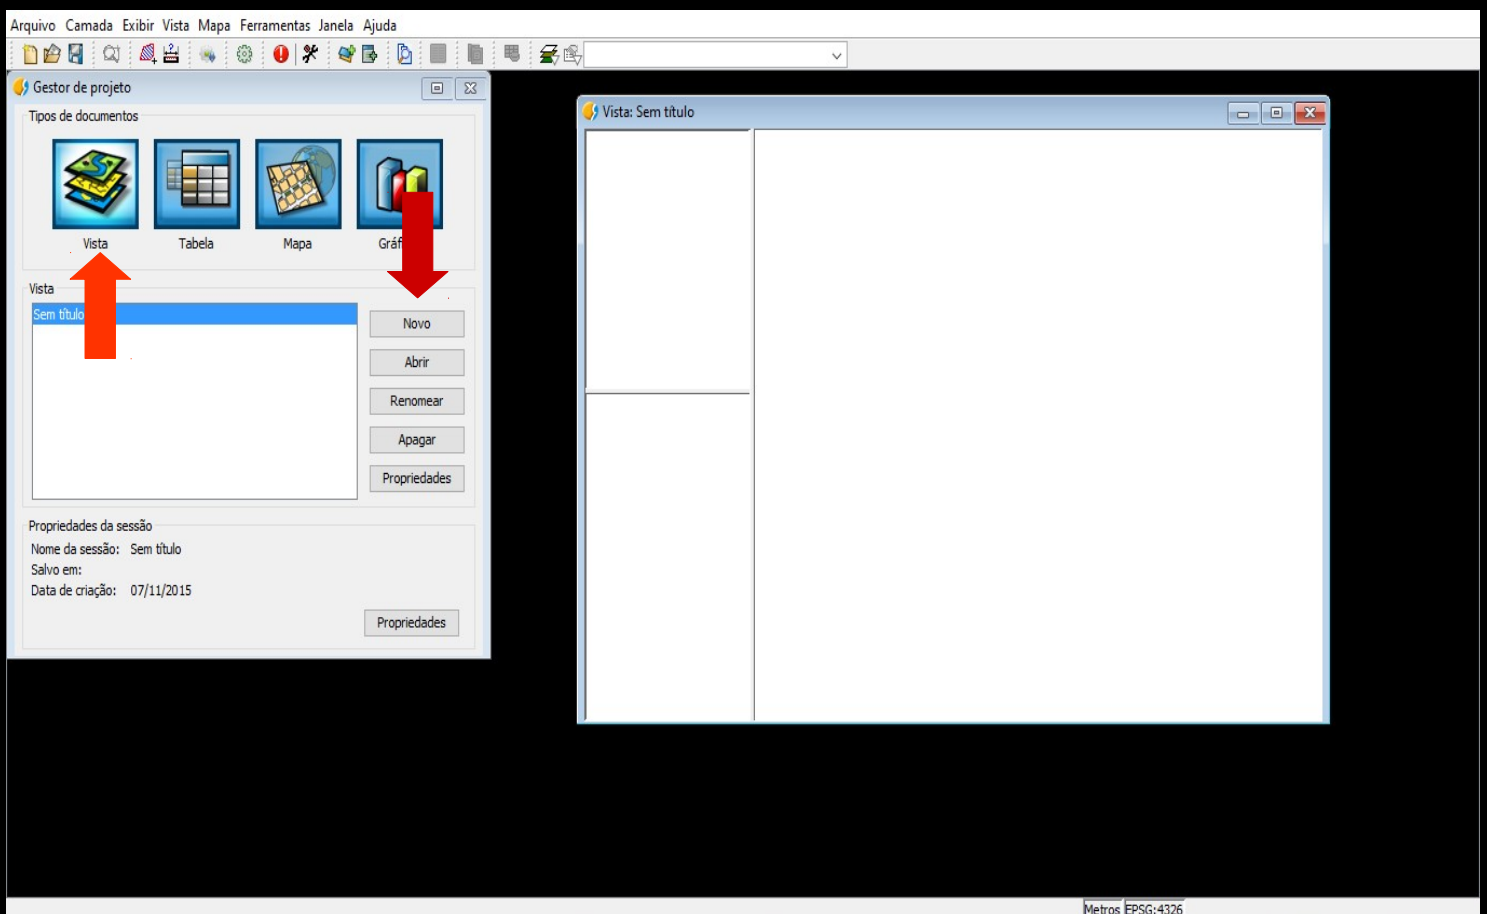 Arquivo Camada Exibir Vista Mapa Ferramentas Janela Ajuda
Gestor de projeto
Tipos de documentos
Vista Tabela Mapa
Vista
Sem título
Novo
Abrir
Renomear
Apagar
Propriedades
Propriedades da sessão
Nome da sessão: Sem título
Salvo em:
Data de criação: 07/11/2015
Propriedades
Vista: Sem título
Metros EPSG:4326